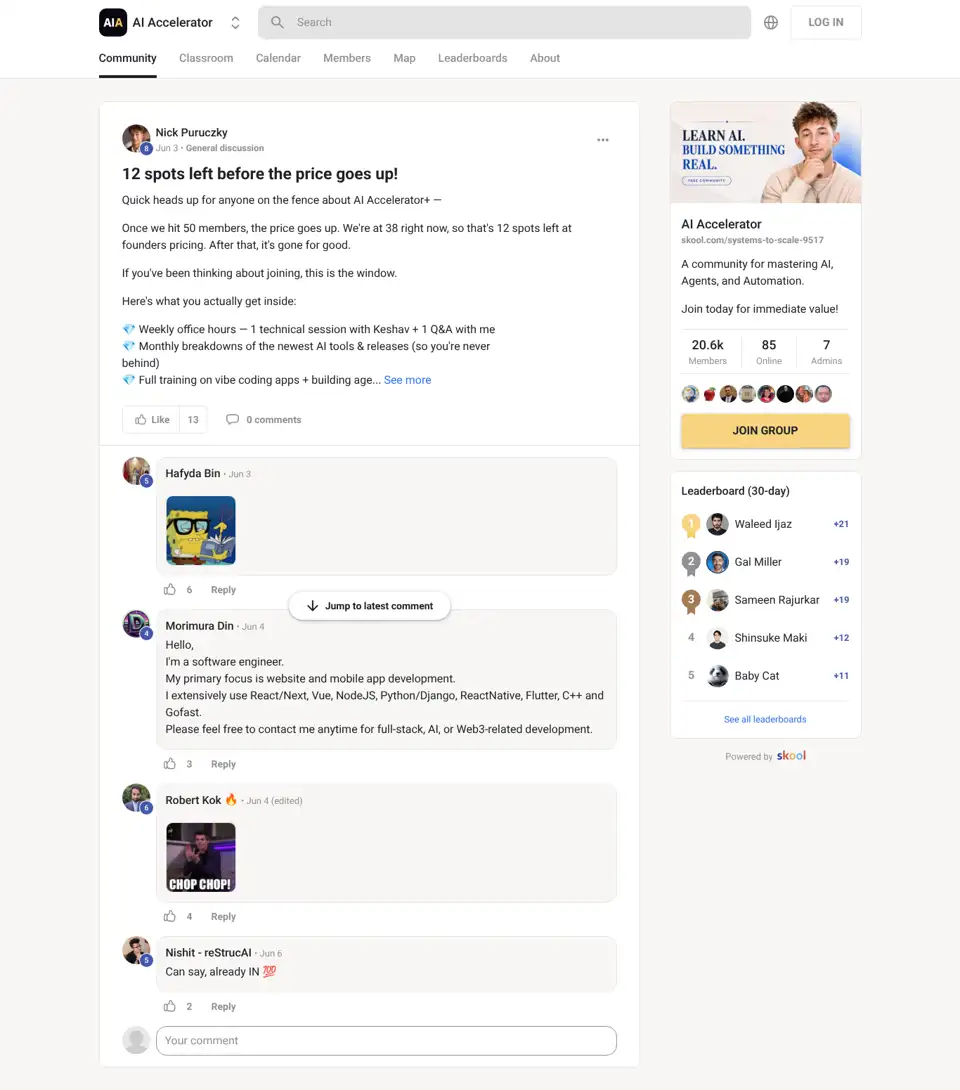 AIA AI Accelerator
Search
LOG IN
Community Classroom Calendar Members Map Leaderboards About
Nick Puruczky
8 Jun 3 • General discussion
12 spots left before the price goes up!
Quick heads up for anyone on the fence about AI Accelerator+ —
Once we hit 50 members, the price goes up. We're at 38 right now, so that's 12 spots left at
founders pricing. After that, it's gone for good.
If you've been thinking about joining, this is the window.
Here's what you actually get inside:
💎 Weekly office hours — 1 technical session with Keshav + 1 Q&A with me
💎 Monthly breakdowns of the newest AI tools & releases (so you're never
behind)
💎 Full training on vibe coding apps + building age... See more
Like 13 0 comments
Hafyda Bin • Jun 3
5
6 Reply
Jump to latest comment
Morimura Din • Jun 4
4
Hello,
I'm a software engineer.
My primary focus is website and mobile app development.
I extensively use React/Next, Vue, NodeJS, Python/Django, ReactNative, Flutter, C++ and
Gofast.
Please feel free to contact me anytime for full-stack, AI, or Web3-related development.
3 Reply
Robert Kok 🔥 • Jun 4 (edited)
6
CHOP CHOP!
4 Reply
Nishit - reStrucAI • Jun 6
5
Can say, already IN 💯
2 Reply
Your comment
LEARN AI.
BUILD SOMETHING
REAL.
FREE COMMUNITY
AI Accelerator
skool.com/systems-to-scale-9517
A community for mastering AI,
Agents, and Automation.
Join today for immediate value!
20.6k 85 7
Members Online Admins
JOIN GROUP
Leaderboard (30-day)
1 Waleed Ijaz +21
2 Gal Miller +19
3 Sameen Rajurkar +19
4 Shinsuke Maki +12
5 Baby Cat +11
See all leaderboards
Powered by skool